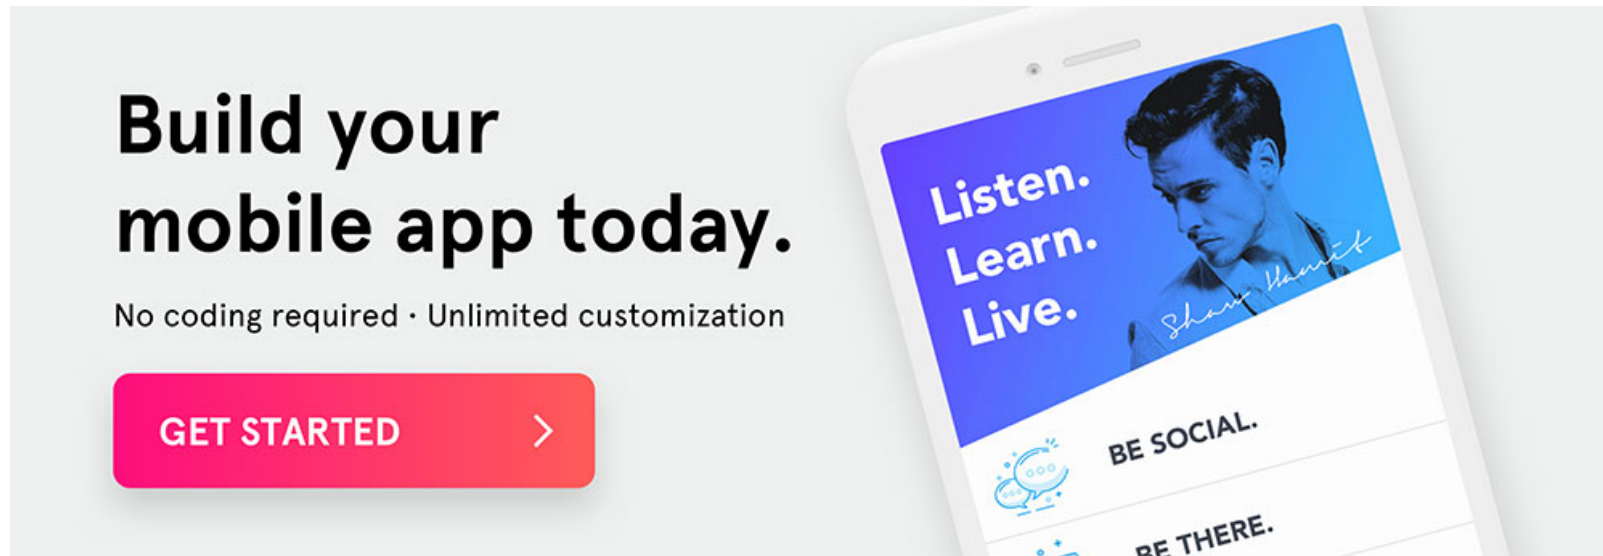 Build your
mobile app today.
No coding required · Unlimited customization
GET STARTED
Listen.
Learn.
Live.
BE SOCIAL.
BE THERE.